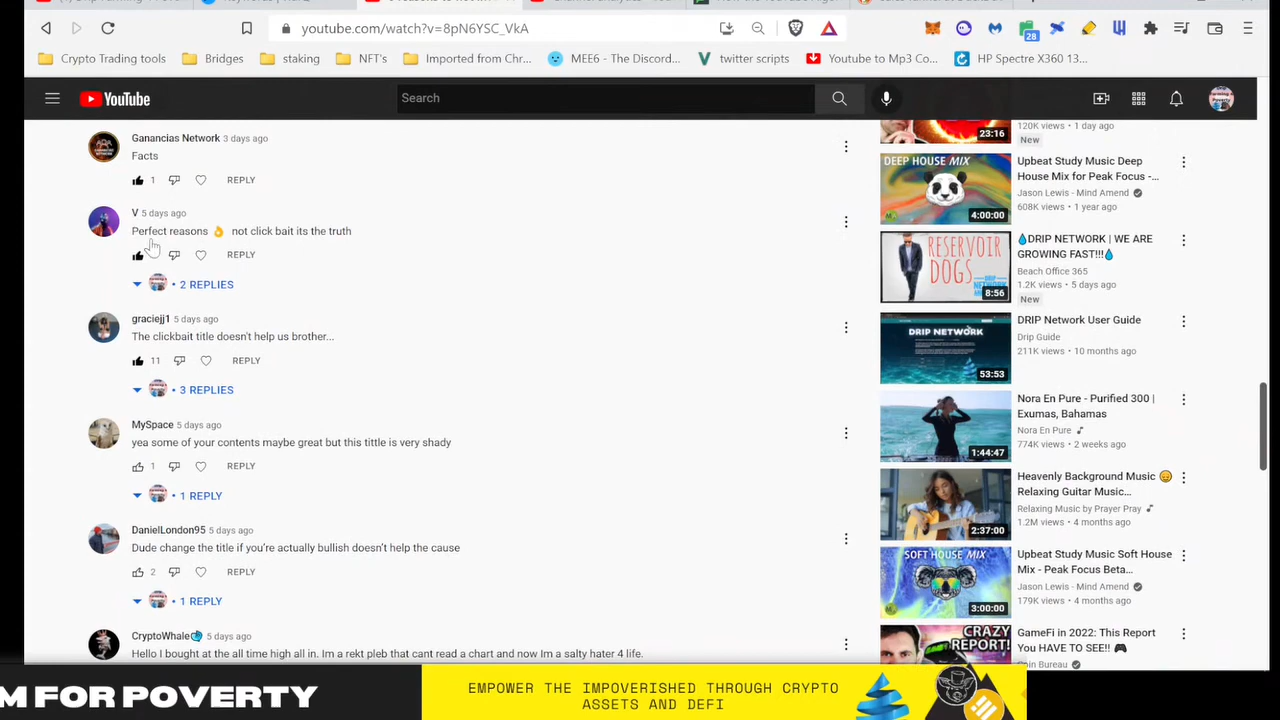 youtube.com/watch?v=8pN6YSC_VkA
28
Crypto Trading tools
Bridges
staking
NFT's
Imported from Chr...
MEE6 - The Discord...
twitter scripts
Youtube to Mp3 Co...
HP Spectre X360 13...
YouTube
Search
Ganancias Network 3 days ago
Facts
1
REPLY
V 5 days ago
Perfect reasons 👌 not click bait its the truth
REPLY
• 2 REPLIES
graciejj1 5 days ago
The clickbait title doesn't help us brother...
11
REPLY
• 3 REPLIES
MySpace 5 days ago
yea some of your contents maybe great but this tittle is very shady
1
REPLY
• 1 REPLY
DanielLondon95 5 days ago
Dude change the title if you're actually bullish doesn't help the cause
2
REPLY
• 1 REPLY
CryptoWhale 5 days ago
Hello I bought at the all time high all in. Im a rekt pleb that cant read a chart and now Im a salty hater 4 life.
23:16
120K views • 1 day ago
New
DEEP HOUSE MIX
4:00:00
Upbeat Study Music Deep
House Mix for Peak Focus -...
Jason Lewis - Mind Amend
608K views • 1 year ago
RESERVOIR
DOGS
DRIP
NETWORK
8:56
💧DRIP NETWORK | WE ARE
GROWING FAST!!!💧
Beach Office 365
1.2K views • 5 days ago
New
DRIP NETWORK
53:53
DRIP Network User Guide
Drip Guide
211K views • 10 months ago
1:44:47
Nora En Pure - Purified 300 |
Exumas, Bahamas
Nora En Pure
774K views • 2 weeks ago
2:37:00
Heavenly Background Music 😌
Relaxing Guitar Music...
Relaxing Music by Prayer Pray
1.2M views • 4 months ago
SOFT HOUSE MIX
3:00:00
Upbeat Study Music Soft House
Mix - Peak Focus Beta...
Jason Lewis - Mind Amend
179K views • 4 months ago
CRAZY
REPORT!
GameFi in 2022: This Report
You HAVE TO SEE!! 🎮
Coin Bureau
M FOR POVERTY
EMPOWER THE IMPOVERISHED THROUGH CRYPTO
ASSETS AND DEFI